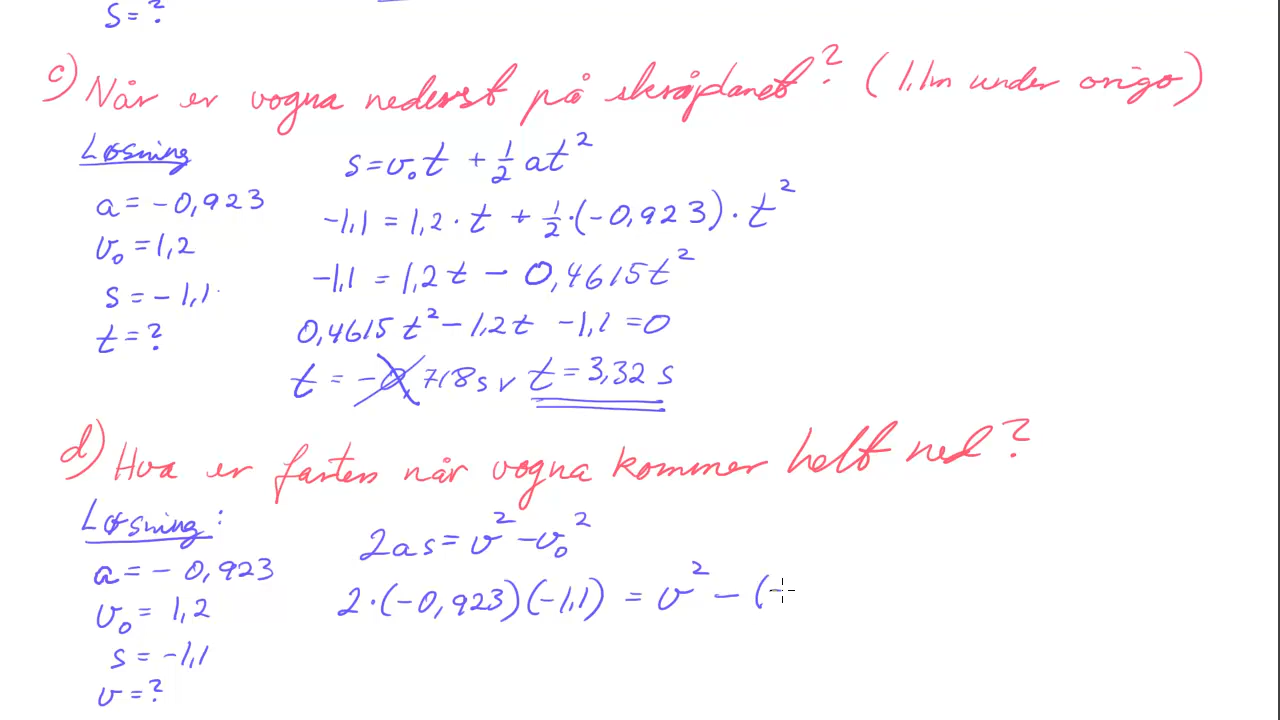 S = ?
c) Når er vogna nederst på skråplanet? (1.1m under origo)
Løsning
s = v₀t + ½at²
a = -0,923
-1,1 = 1,2 · t + ½·(-0,923) · t²
v₀ = 1,2
-1,1 = 1,2t - 0,4615t²
s = -1,1
0,4615t² - 1,2t - 1,1 = 0
t = ?
t = -0,718s v t = 3,32 s
d) Hva er farten når vogna kommer helt ned?
Løsning:
2as = v² - v₀²
a = - 0,923
2·(-0,923)(-1,1) = v² - (
v₀ = 1,2
s = -1,1
v = ?